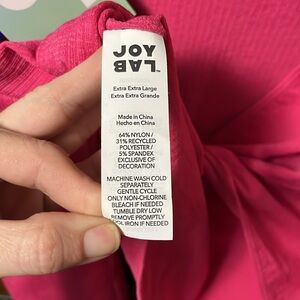 JOY
LAB
™
Extra Extra Large
Extra Extra Grande
Made in China
Hecho en China
64% NYLON /
31% RECYCLED
POLYESTER /
5% SPANDEX
EXCLUSIVE OF
DECORATION
MACHINE WASH COLD
SEPARATELY
GENTLE CYCLE
ONLY NON-CHLORINE
BLEACH IF NEEDED
TUMBLE DRY LOW
REMOVE PROMPTLY
IRON IF NEEDED